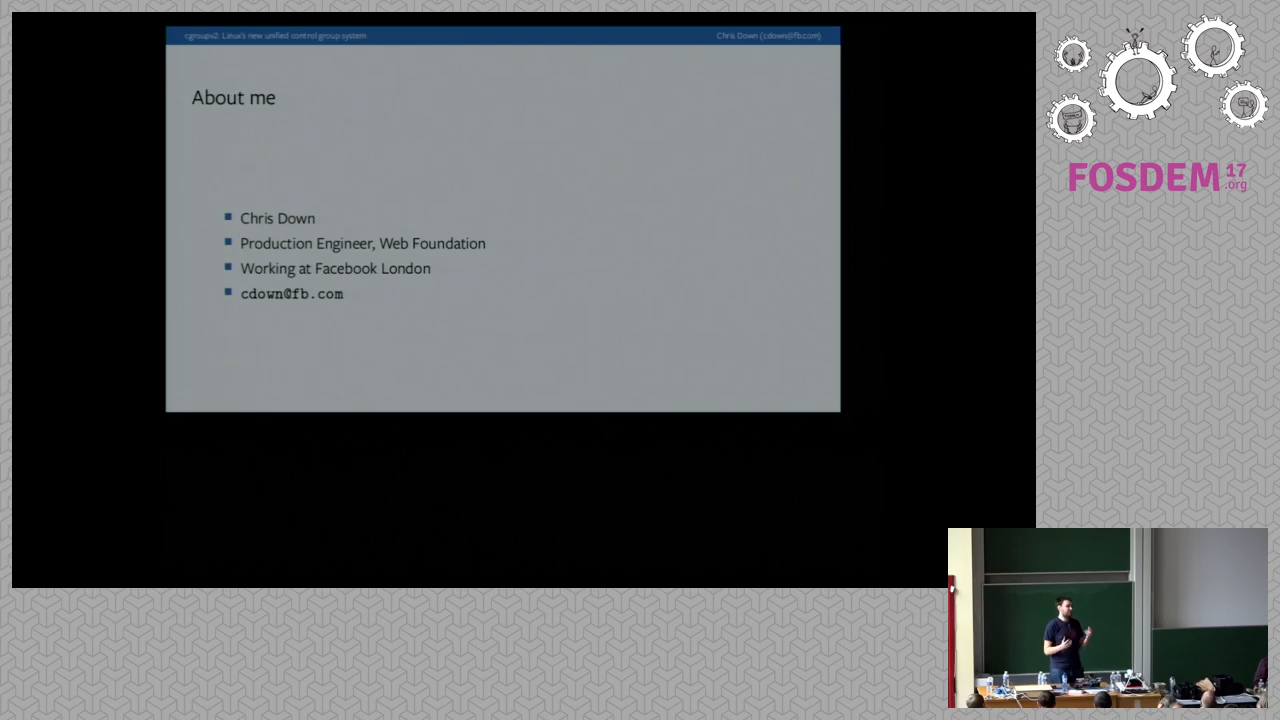 cgroupv2: Linux's new unified control group system
Chris Down (cdown@fb.com)
About me
Chris Down
Production Engineer, Web Foundation
Working at Facebook London
cdown@fb.com
FOSDEM 17
.org